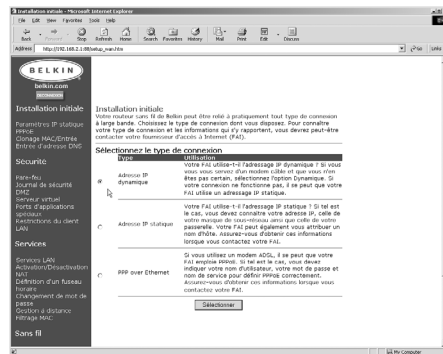 Installation initiale - Microsoft Internet Explorer
File Edit View Favorites Tools Help
Back Forward Stop Refresh Home Search Favorites History Mail Print Edit Discuss
Address http://192.168.2.1:88/setup_wan.htm Go Links
BELKIN
belkin.com
DECONNEXION
Installation initiale
Paramètres IP statique
PPPoE
Clonage MAC/Entrée
Entrée d'adresse DNS
Sécurité
Pare-feu
Journal de sécurité
DMZ
Serveur virtuel
Ports d'applications
spéciaux
Restrictions du client
LAN
Services
Services LAN
Activation/Désactivation
NAT
Définition d'un fuseau
horaire
Changement de mot de
passe
Gestion à distance
Filtrage MAC
Sans fil
Installation initiale
Votre routeur sans fil de Belkin peut être relié à pratiquement tout type de connexion
à large bande. Choisissez le type de connexion dont vous disposez. Pour connaître
votre type de connexion et les informations qui s'y rapportent, vous devrez peut-être
contacter votre fournisseur d'accès à Internet (FAI).
Sélectionnez le type de connexion
Type Utilisation
Adresse IP
dynamique
Votre FAI utilise-t-il l'adressage IP dynamique ? Si vous
vous servez d'un modem câble et que vous n'en
êtes pas certain, sélectionnez l'option Dynamique. Si
votre connexion ne fonctionne pas, il se peut que votre
FAI utilise un adressage IP statique.
Adresse IP statique
Votre FAI utilise-t-il l'adressage IP statique ? Si tel est
le cas, vous devez connaître votre adresse IP, celle de
votre masque de sous-réseau ainsi que celle de votre
passerelle. Votre FAI peut également vous attribuer un
nom d'hôte. Assurez-vous d'obtenir ces informations
lorsque vous contactez votre FAI.
PPP over Ethernet
Si vous utilisez un modem ADSL, il se peut que votre
FAI emploie PPPoE. Si tel est le cas, vous devez
indiquer votre nom d'utilisateur, votre mot de passe et
nom de service pour définir PPPoE correctement.
Assurez-vous d'obtenir ces informations lorsque vous
contactez votre FAI.
Sélectionner
My Computer